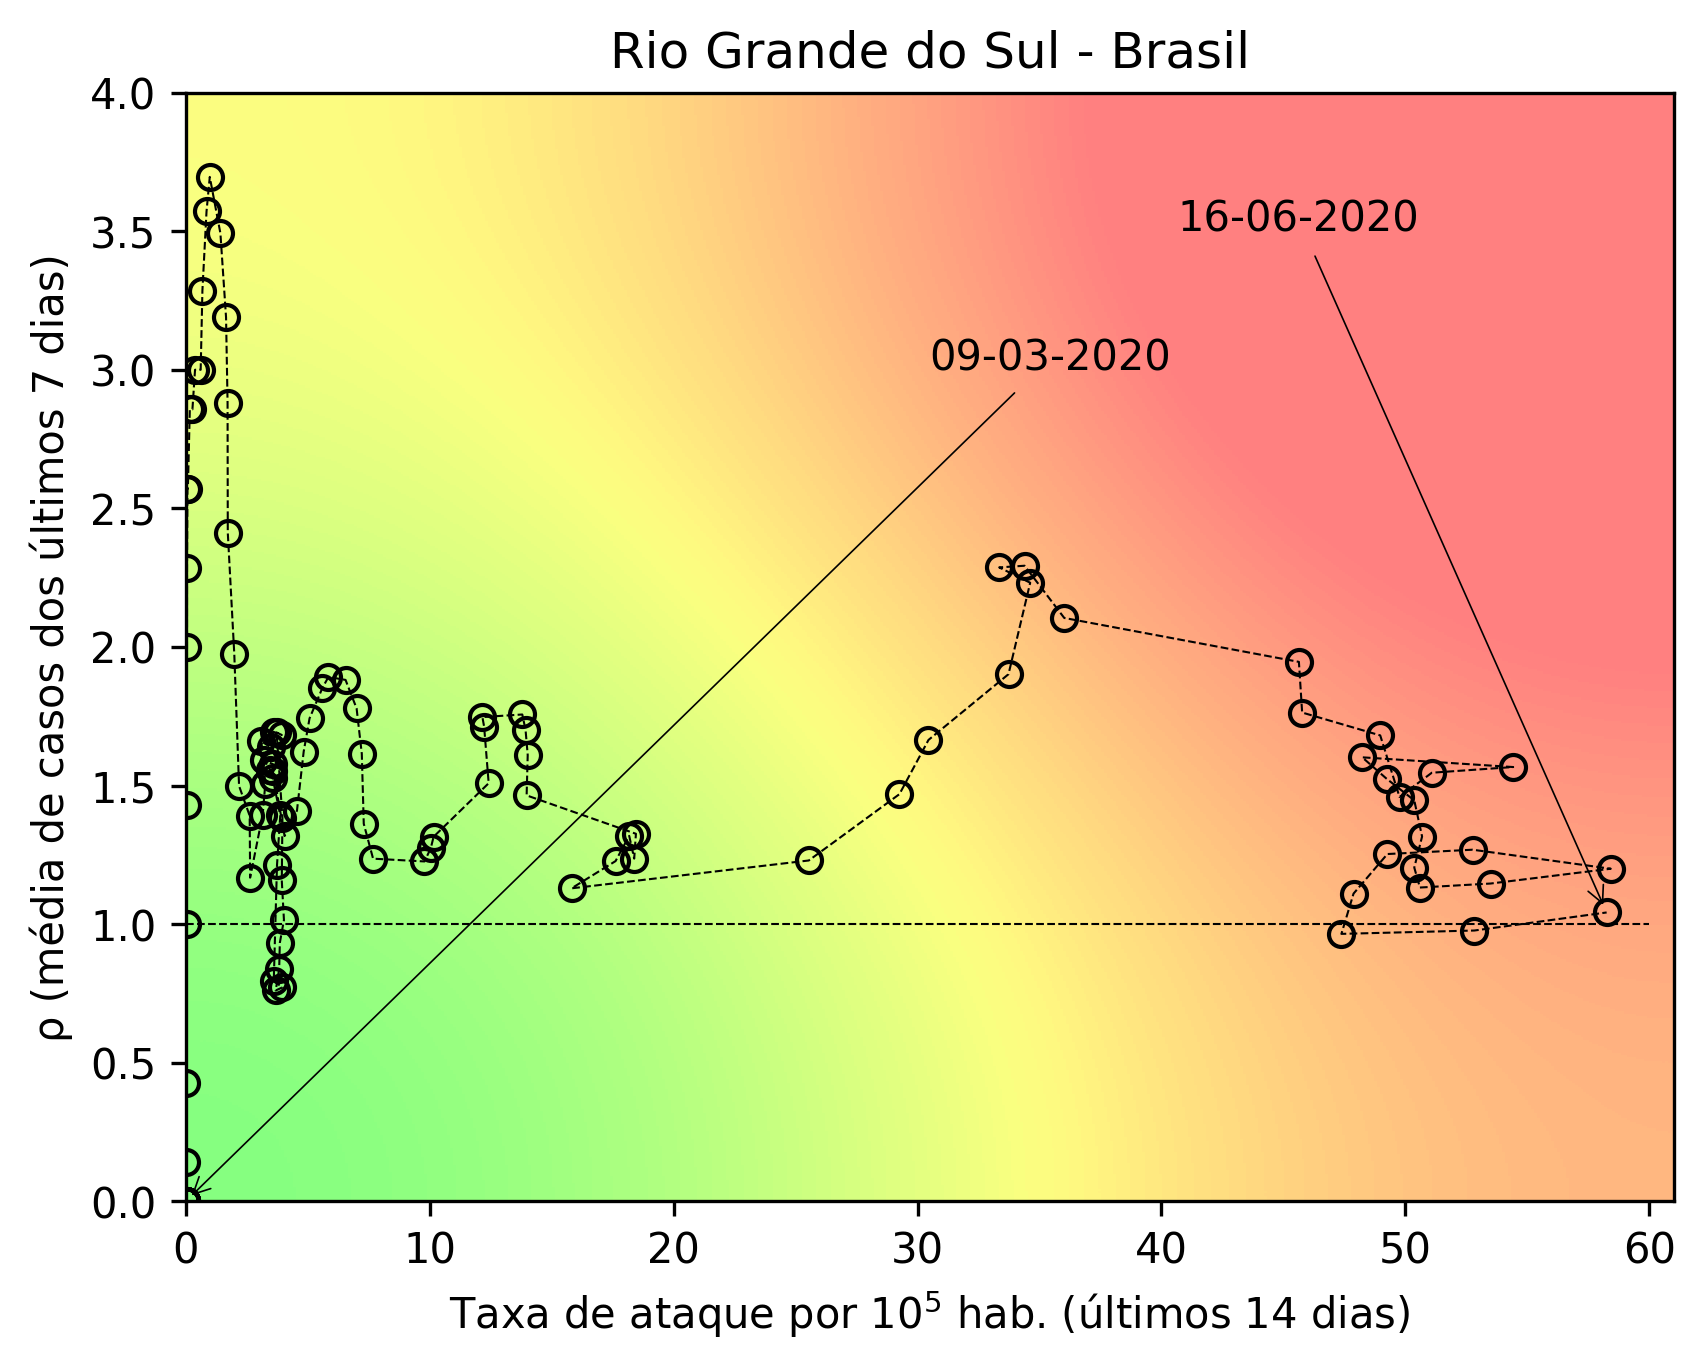 Rio Grande do Sul - Brasil
4.0
3.5
3.0
2.5
2.0
1.5
1.0
0.5
0.0
ρ (média de casos dos últimos 7 dias)
16-06-2020
09-03-2020
0 10 20 30 40 50 60
Taxa de ataque por 10⁵ hab. (últimos 14 dias)